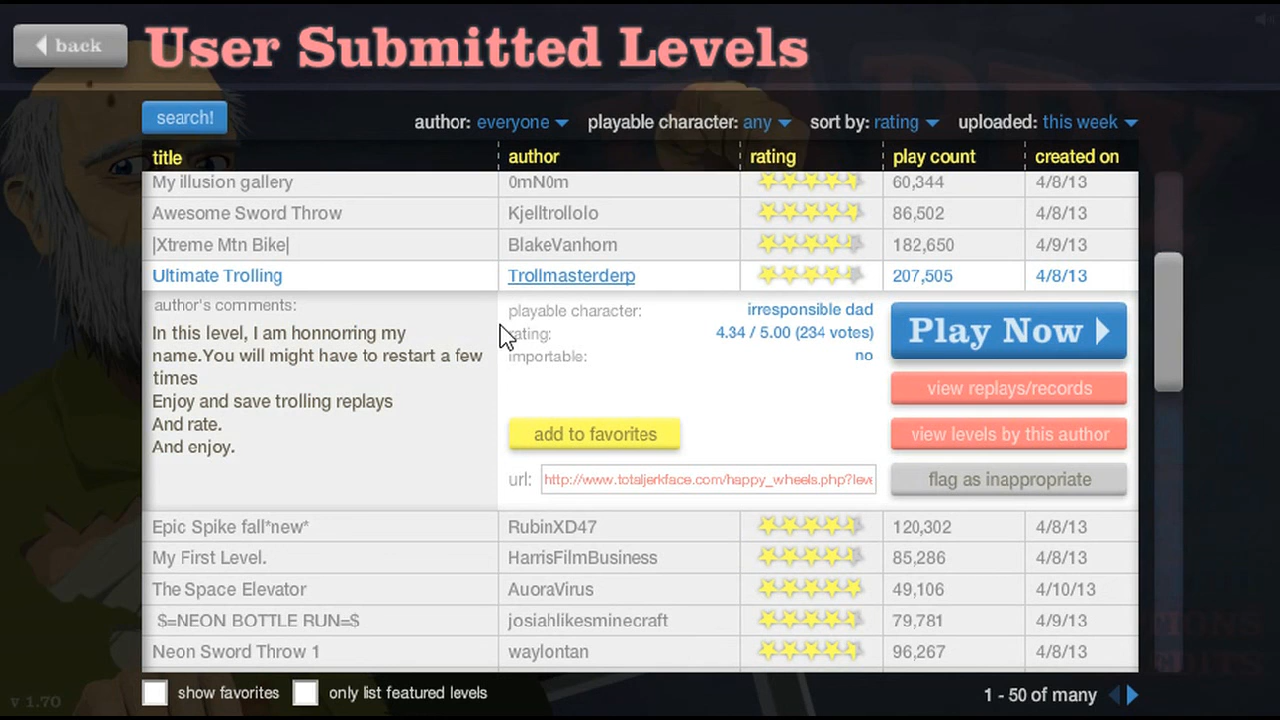 back
User Submitted Levels
search!
author: everyone playable character: any sort by: rating uploaded: this week
title author rating play count created on
My illusion gallery 0mN0m 60,344 4/8/13
Awesome Sword Throw Kjelltrollolo 86,502 4/8/13
|Xtreme Mtn Bike| BlakeVanhorn 182,650 4/9/13
Ultimate Trolling Trollmasterderp 207,505 4/8/13
author's comments:
In this level, I am honnorring my
name.You will might have to restart a few
times
Enjoy and save trolling replays
And rate.
And enjoy.
playable character: irresponsible dad
rating: 4.34 / 5.00 (234 votes)
importable: no
add to favorites
url: http://www.totaljerkface.com/happy_wheels.php?leve
Play Now
view replays/records
view levels by this author
flag as inappropriate
Epic Spike fall*new* RubinXD47 120,302 4/8/13
My First Level. HarrisFilmBusiness 85,286 4/8/13
The Space Elevator AuoraVirus 49,106 4/10/13
$=NEON BOTTLE RUN=$ josiahlikesminecraft 79,781 4/9/13
Neon Sword Throw 1 waylontan 96,267 4/8/13
show favorites only list featured levels 1 - 50 of many
v 1.70